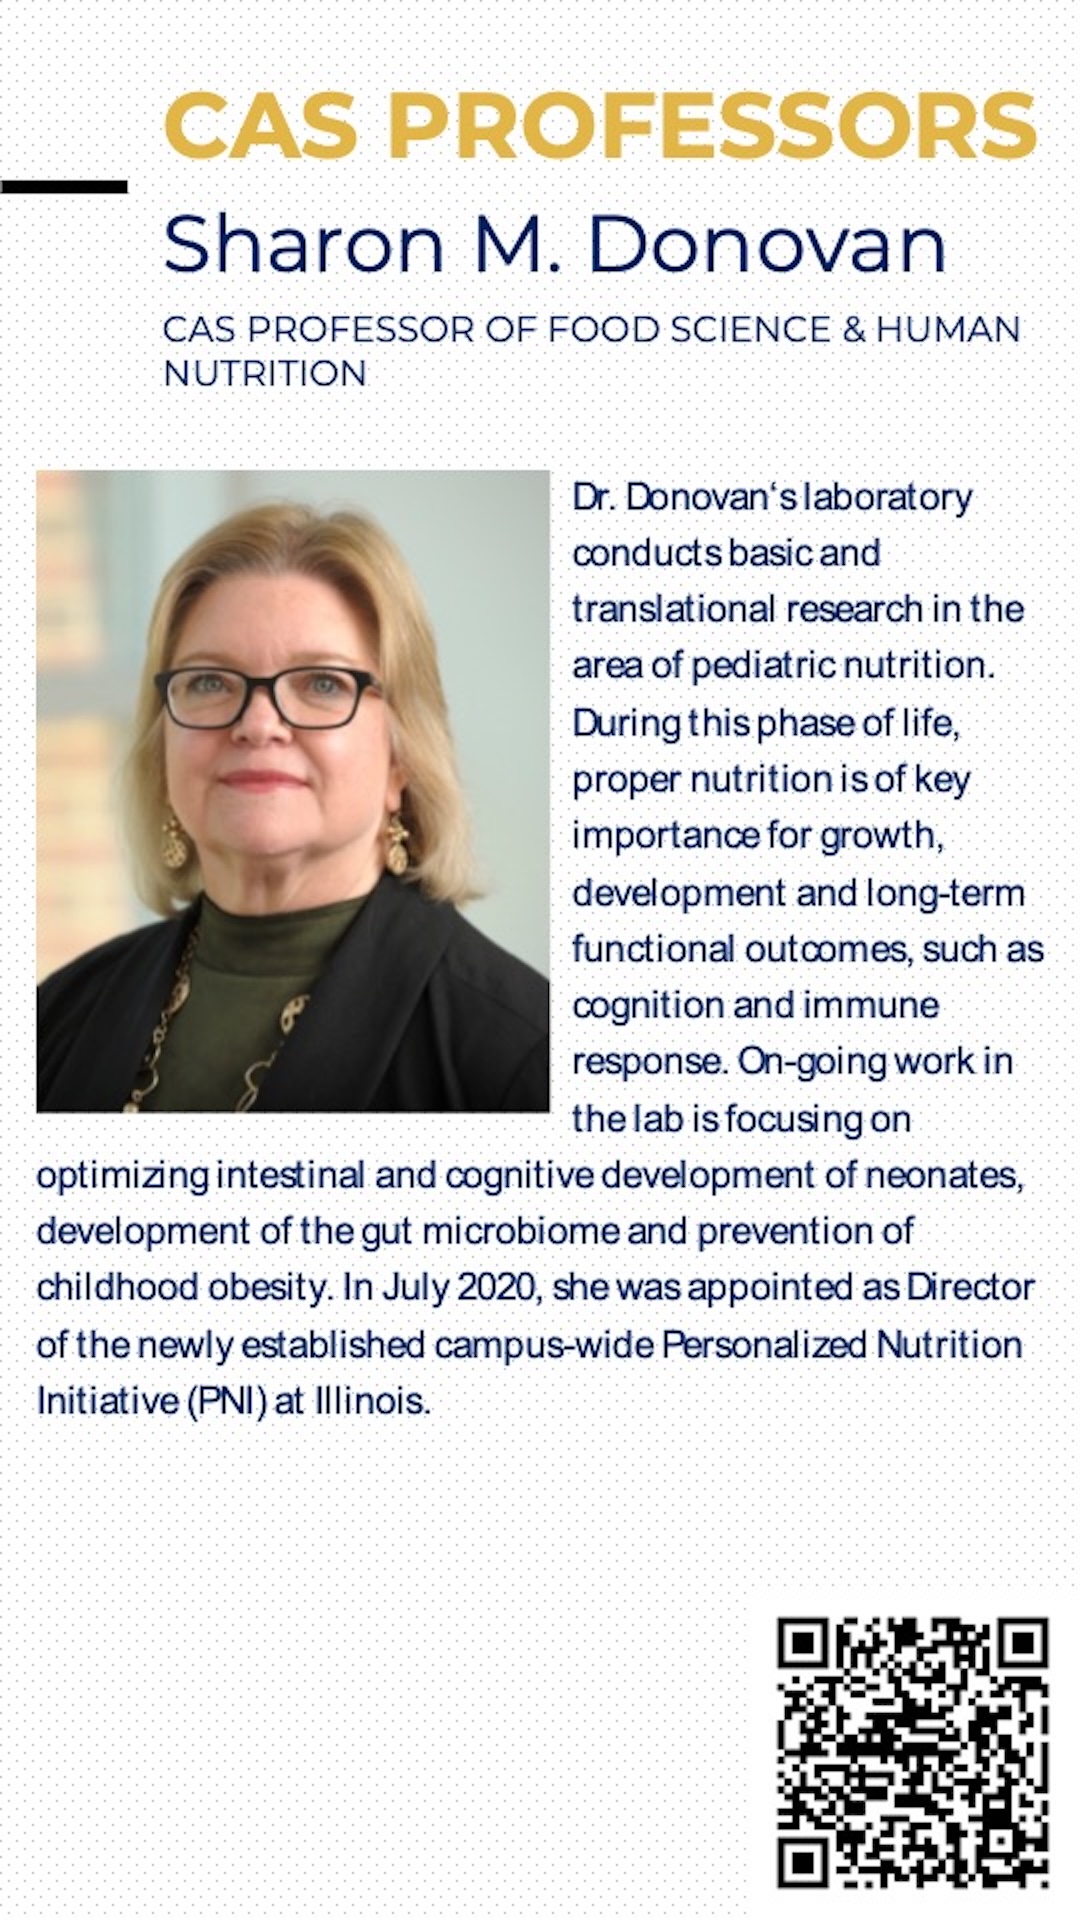 CAS PROFESSORS
Sharon M. Donovan
CAS PROFESSOR OF FOOD SCIENCE & HUMAN
NUTRITION
Dr. Donovan‘s laboratory
conducts basic and
translational research in the
area of pediatric nutrition.
During this phase of life,
proper nutrition is of key
importance for growth,
development and long-term
functional outcomes, such as
cognition and immune
response. On-going work in
the lab is focusing on
optimizing intestinal and cognitive development of neonates,
development of the gut microbiome and prevention of
childhood obesity. In July 2020, she was appointed as Director
of the newly established campus-wide Personalized Nutrition
Initiative (PNI) at Illinois.